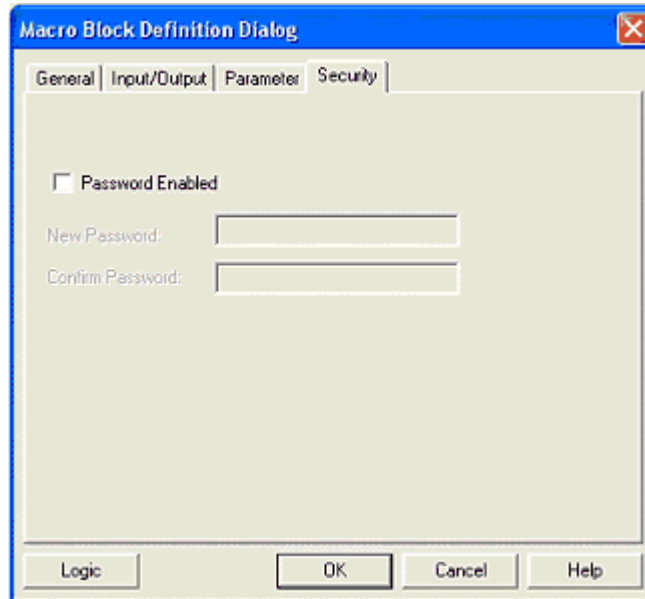 Macro Block Definition Dialog
General Input/Output Parameter Security
Password Enabled
New Password:
Confirm Password:
Logic OK Cancel Help